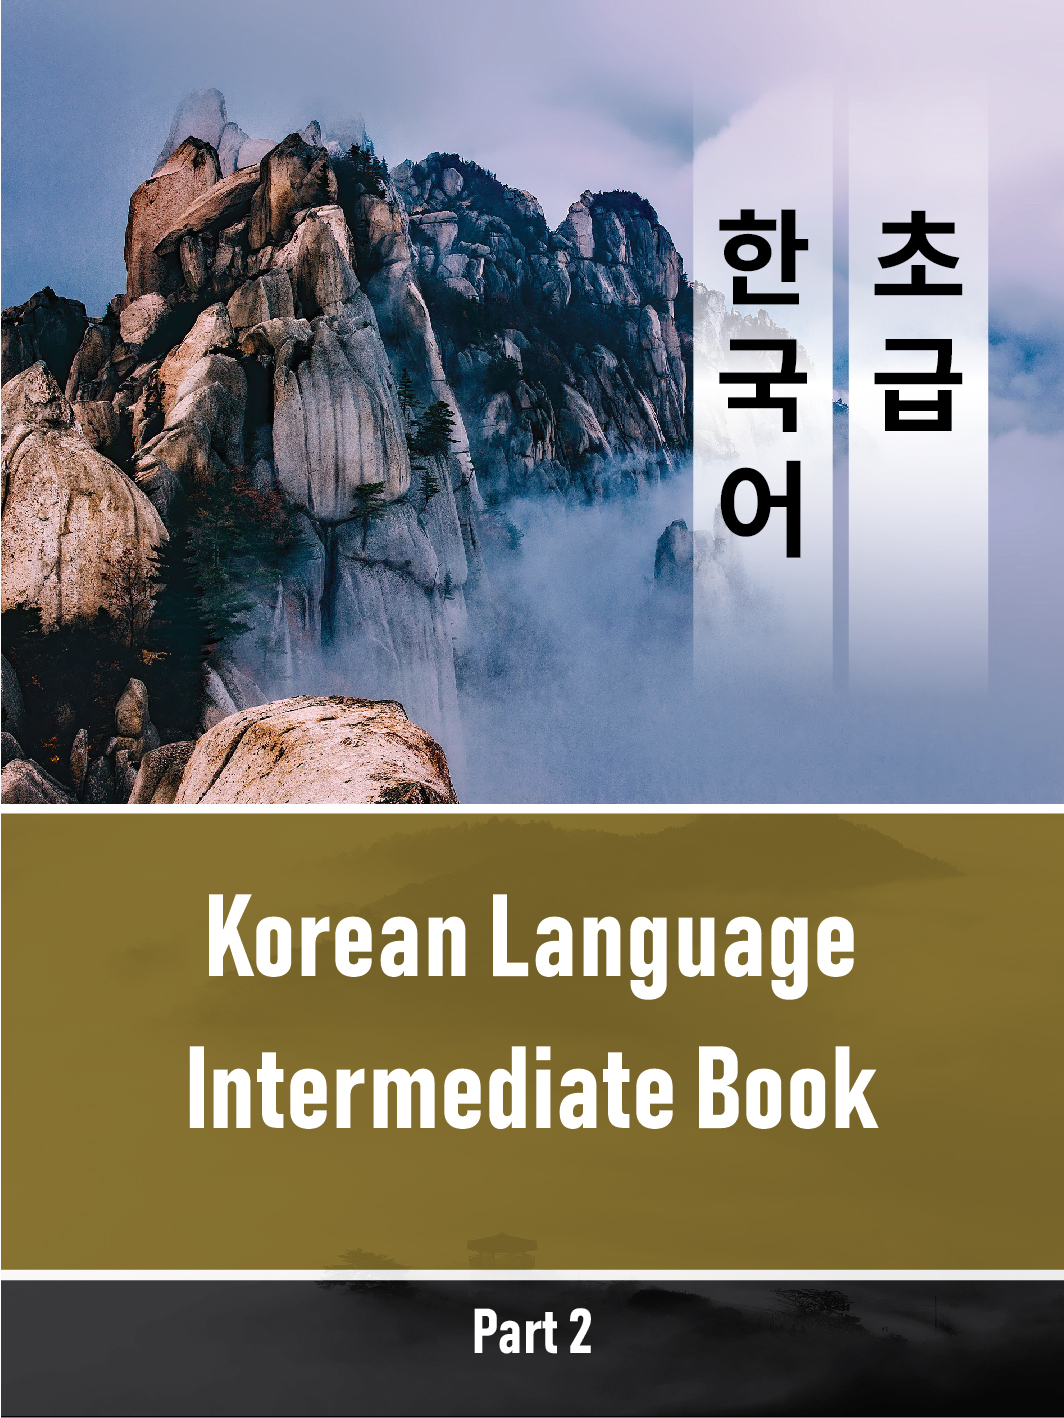 초급
한국어
Korean Language
Intermediate Book
Part 2